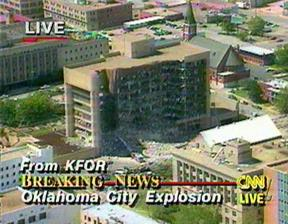 LIVE
From KFOR
BREAKING NEWS
Oklahoma City Explosion
CNN
LIVE